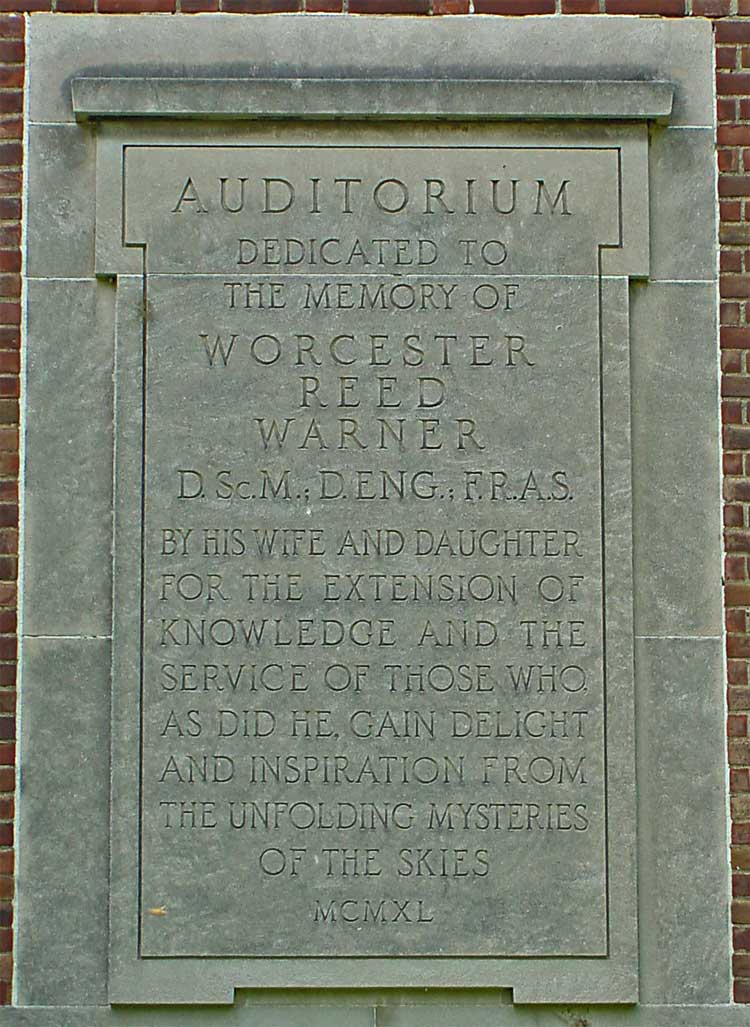 AUDITORIUM
DEDICATED TO
THE MEMORY OF
WORCESTER
REED
WARNER
D. Sc.M.; D. ENG.; F.R.A.S.
BY HIS WIFE AND DAUGHTER
FOR THE EXTENSION OF
KNOWLEDGE AND THE
SERVICE OF THOSE WHO,
AS DID HE, GAIN DELIGHT
AND INSPIRATION FROM
THE UNFOLDING MYSTERIES
OF THE SKIES
MCMXL